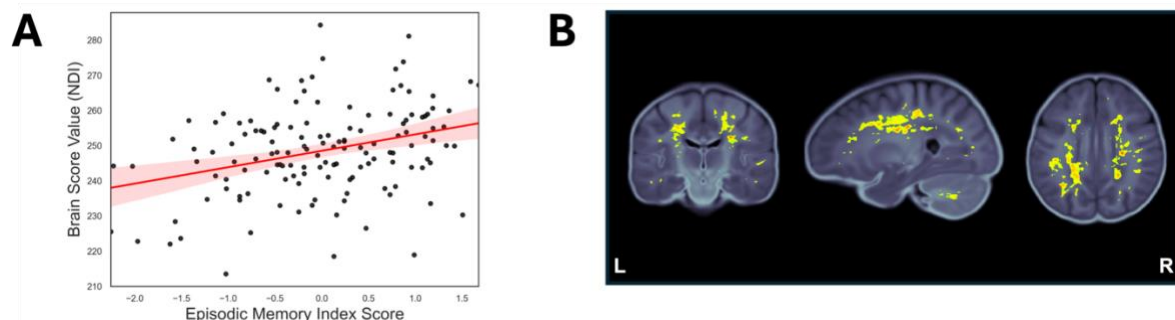 A
B
Brain Score Value (NDI)
280
270
260
250
240
230
220
210
−2.0 −1.5 −1.0 −0.5 0.0 0.5 1.0 1.5
Episodic Memory Index Score
L
R